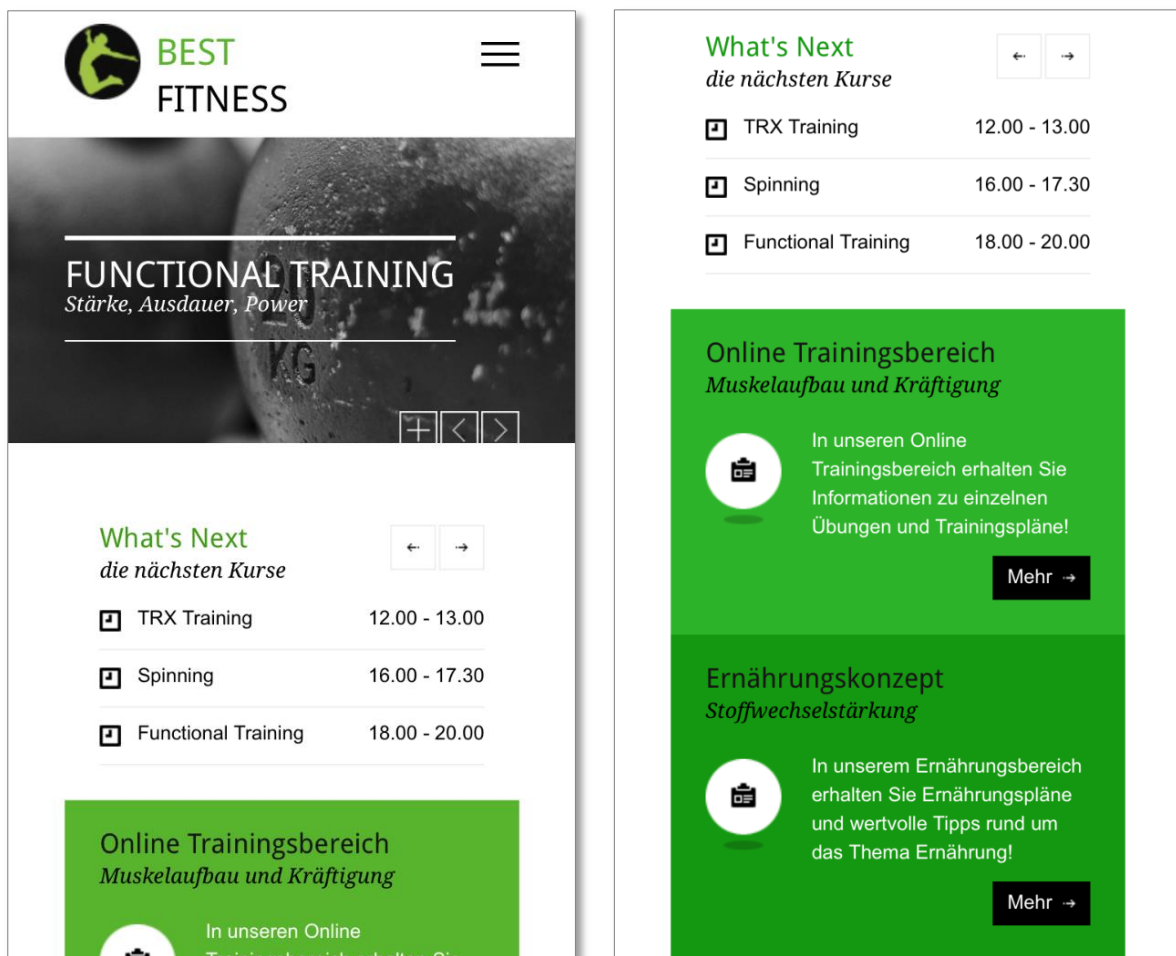 BEST
FITNESS
FUNCTIONAL TRAINING
Stärke, Ausdauer, Power
20
KG
What's Next
die nächsten Kurse
TRX Training 12.00 - 13.00
Spinning 16.00 - 17.30
Functional Training 18.00 - 20.00
Online Trainingsbereich
Muskelaufbau und Kräftigung
In unseren Online
What's Next
die nächsten Kurse
TRX Training 12.00 - 13.00
Spinning 16.00 - 17.30
Functional Training 18.00 - 20.00
Online Trainingsbereich
Muskelaufbau und Kräftigung
In unseren Online
Trainingsbereich erhalten Sie
Informationen zu einzelnen
Übungen und Trainingspläne!
Mehr
Ernährungskonzept
Stoffwechselstärkung
In unserem Ernährungsbereich
erhalten Sie Ernährungspläne
und wertvolle Tipps rund um
das Thema Ernährung!
Mehr